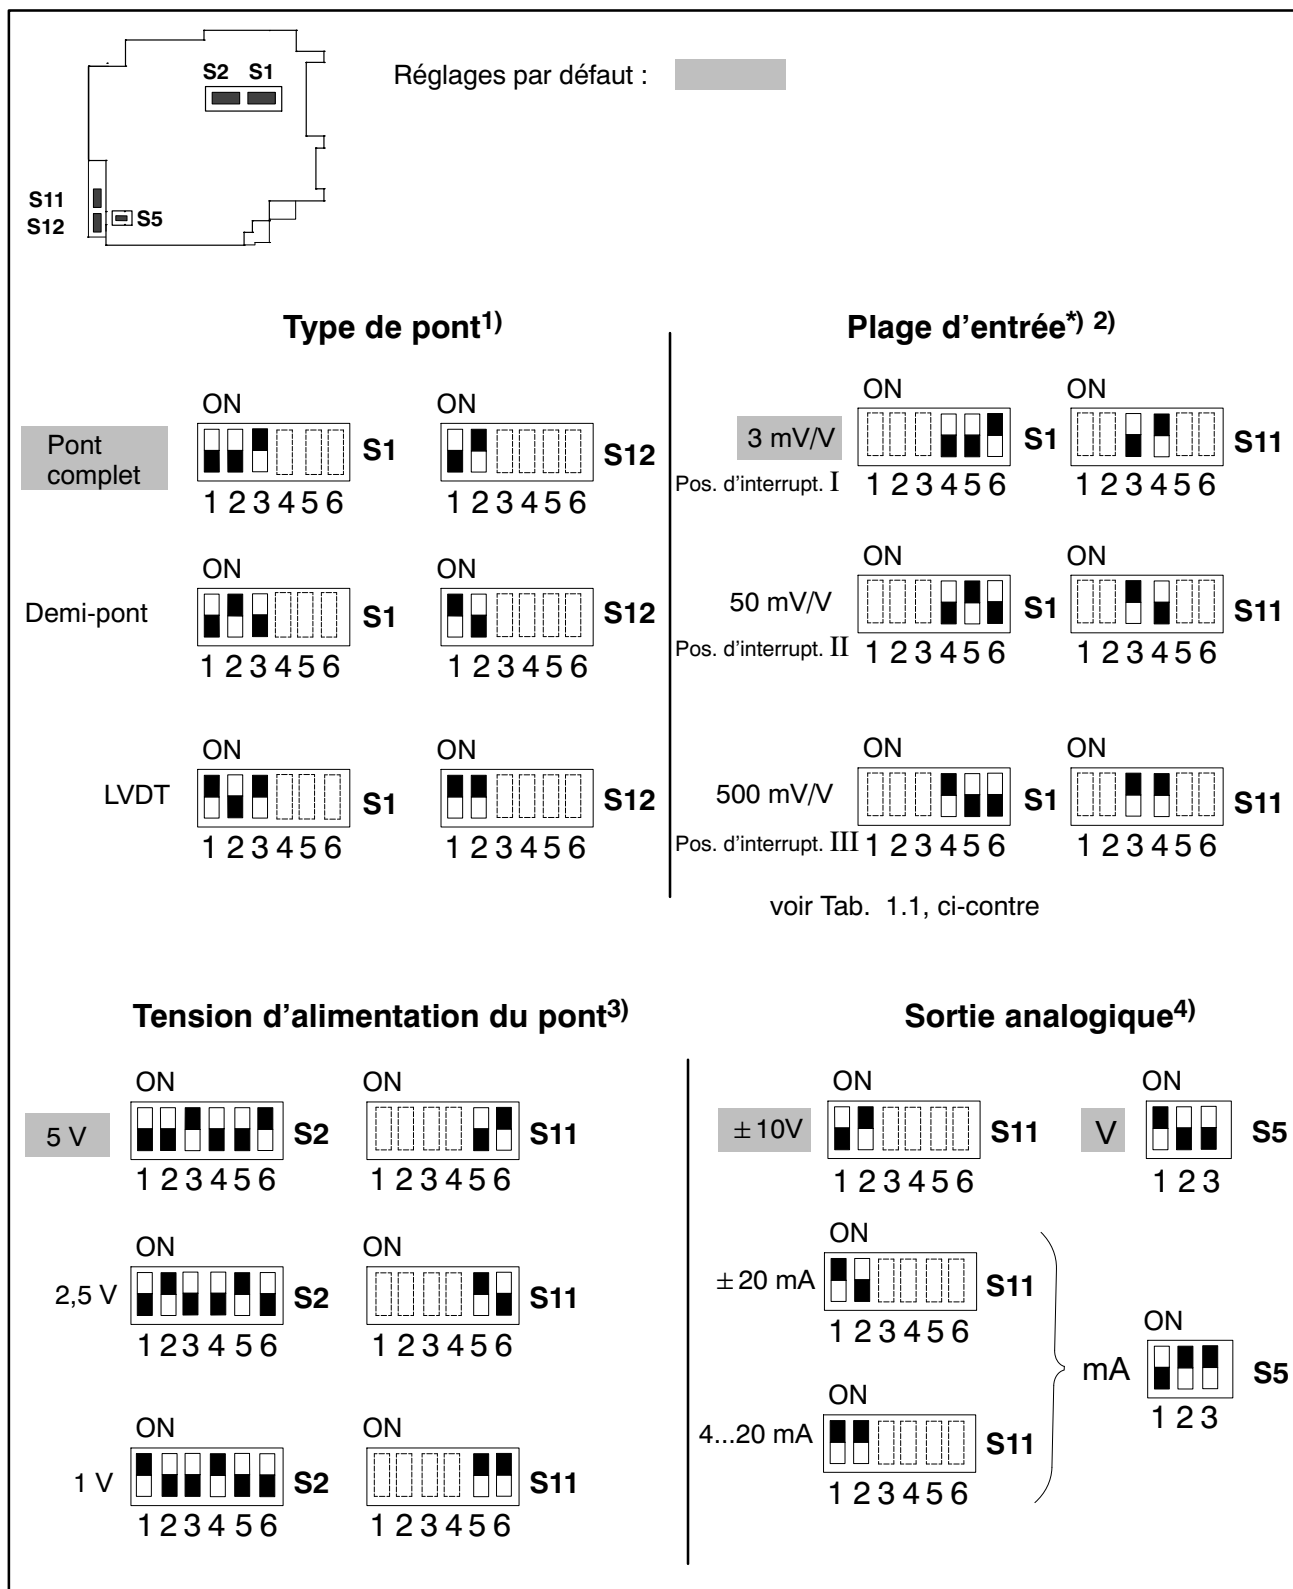 S2 S1
Réglages par défaut :
S11
S12 S5
Type de pont1)
Plage d'entrée*) 2)
ON ON
Pont complet S1 S12
1 2 3 4 5 6 1 2 3 4 5 6
ON ON
Demi-pont S1 S12
1 2 3 4 5 6 1 2 3 4 5 6
ON ON
LVDT S1 S12
1 2 3 4 5 6 1 2 3 4 5 6
ON ON
3 mV/V S1 S11
Pos. d'interrupt. I 1 2 3 4 5 6 1 2 3 4 5 6
ON ON
50 mV/V S1 S11
Pos. d'interrupt. II 1 2 3 4 5 6 1 2 3 4 5 6
ON ON
500 mV/V S1 S11
Pos. d'interrupt. III 1 2 3 4 5 6 1 2 3 4 5 6
voir Tab. 1.1, ci-contre
Tension d'alimentation du pont3)
ON ON
5 V S2 S11
1 2 3 4 5 6 1 2 3 4 5 6
ON ON
2,5 V S2 S11
1 2 3 4 5 6 1 2 3 4 5 6
ON ON
1 V S2 S11
1 2 3 4 5 6 1 2 3 4 5 6
Sortie analogique4)
ON ON
±10V S11 V S5
1 2 3 4 5 6 1 2 3
ON
±20 mA S11
1 2 3 4 5 6
ON
mA S5
1 2 3
ON
4...20 mA S11
1 2 3 4 5 6